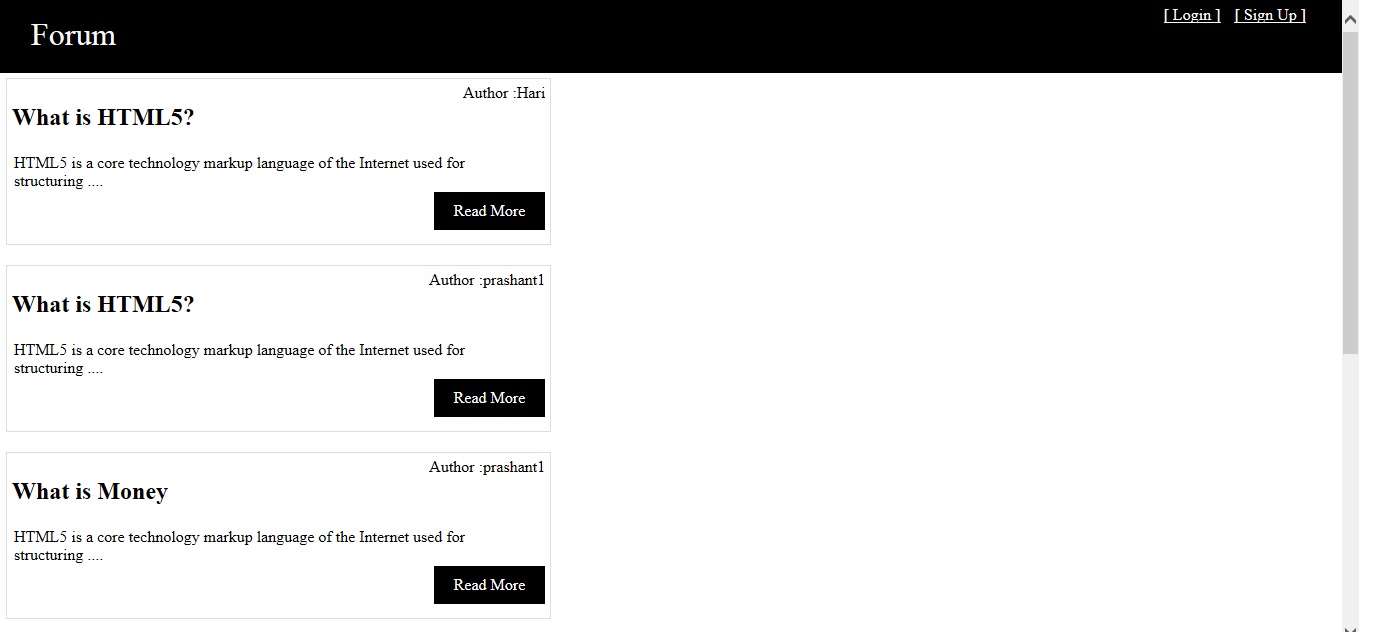 Forum
[ Login ] [ Sign Up ]
Author :Hari
What is HTML5?
HTML5 is a core technology markup language of the Internet used for
structuring ....
Read More
Author :prashant1
What is HTML5?
HTML5 is a core technology markup language of the Internet used for
structuring ....
Read More
Author :prashant1
What is Money
HTML5 is a core technology markup language of the Internet used for
structuring ....
Read More